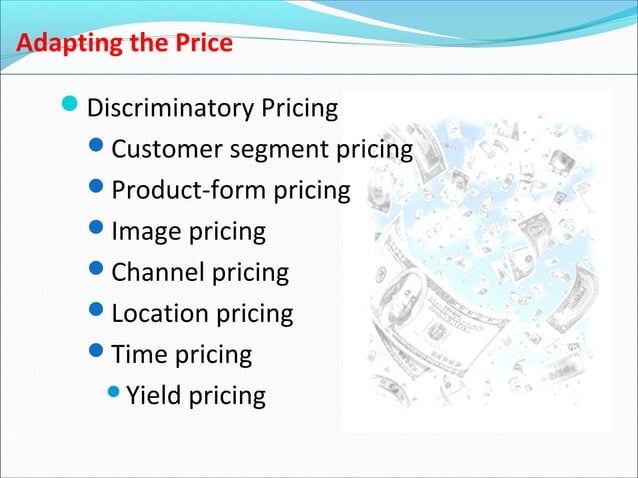 Adapting the Price
Discriminatory Pricing
Customer segment pricing
Product-form pricing
Image pricing
Channel pricing
Location pricing
Time pricing
Yield pricing